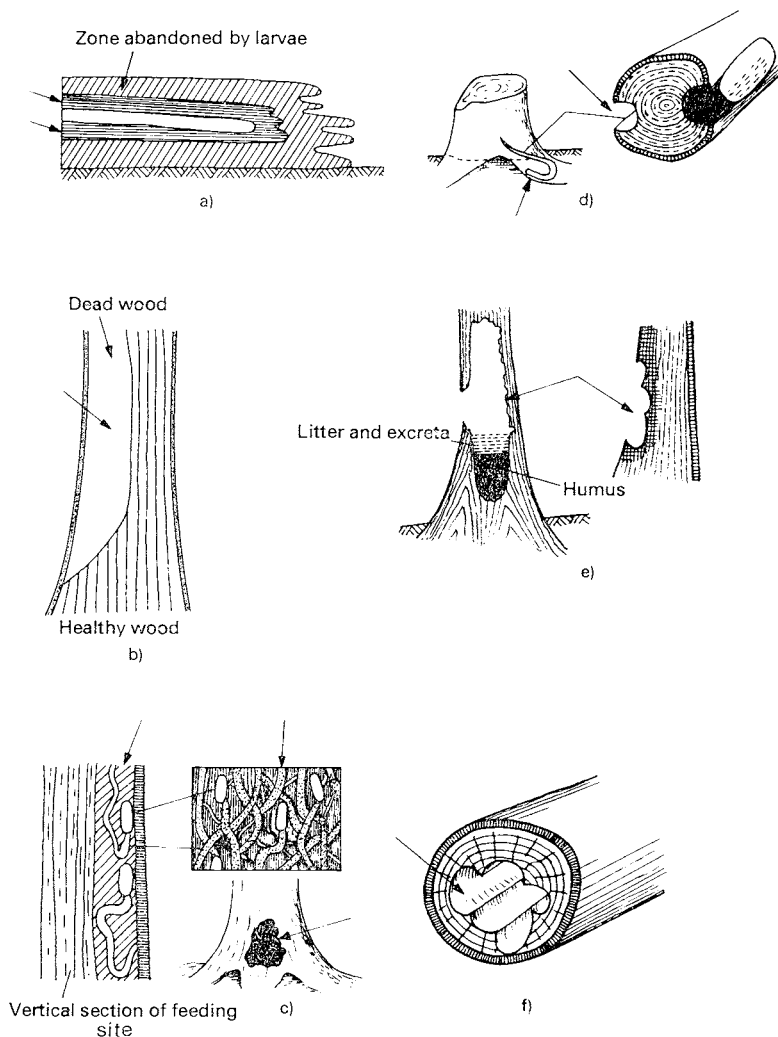 Zone abandoned by larvae
a)
d)
Dead wood
Healthy wood
b)
Litter and excreta
Humus
e)
Vertical section of feeding
site
c)
f)